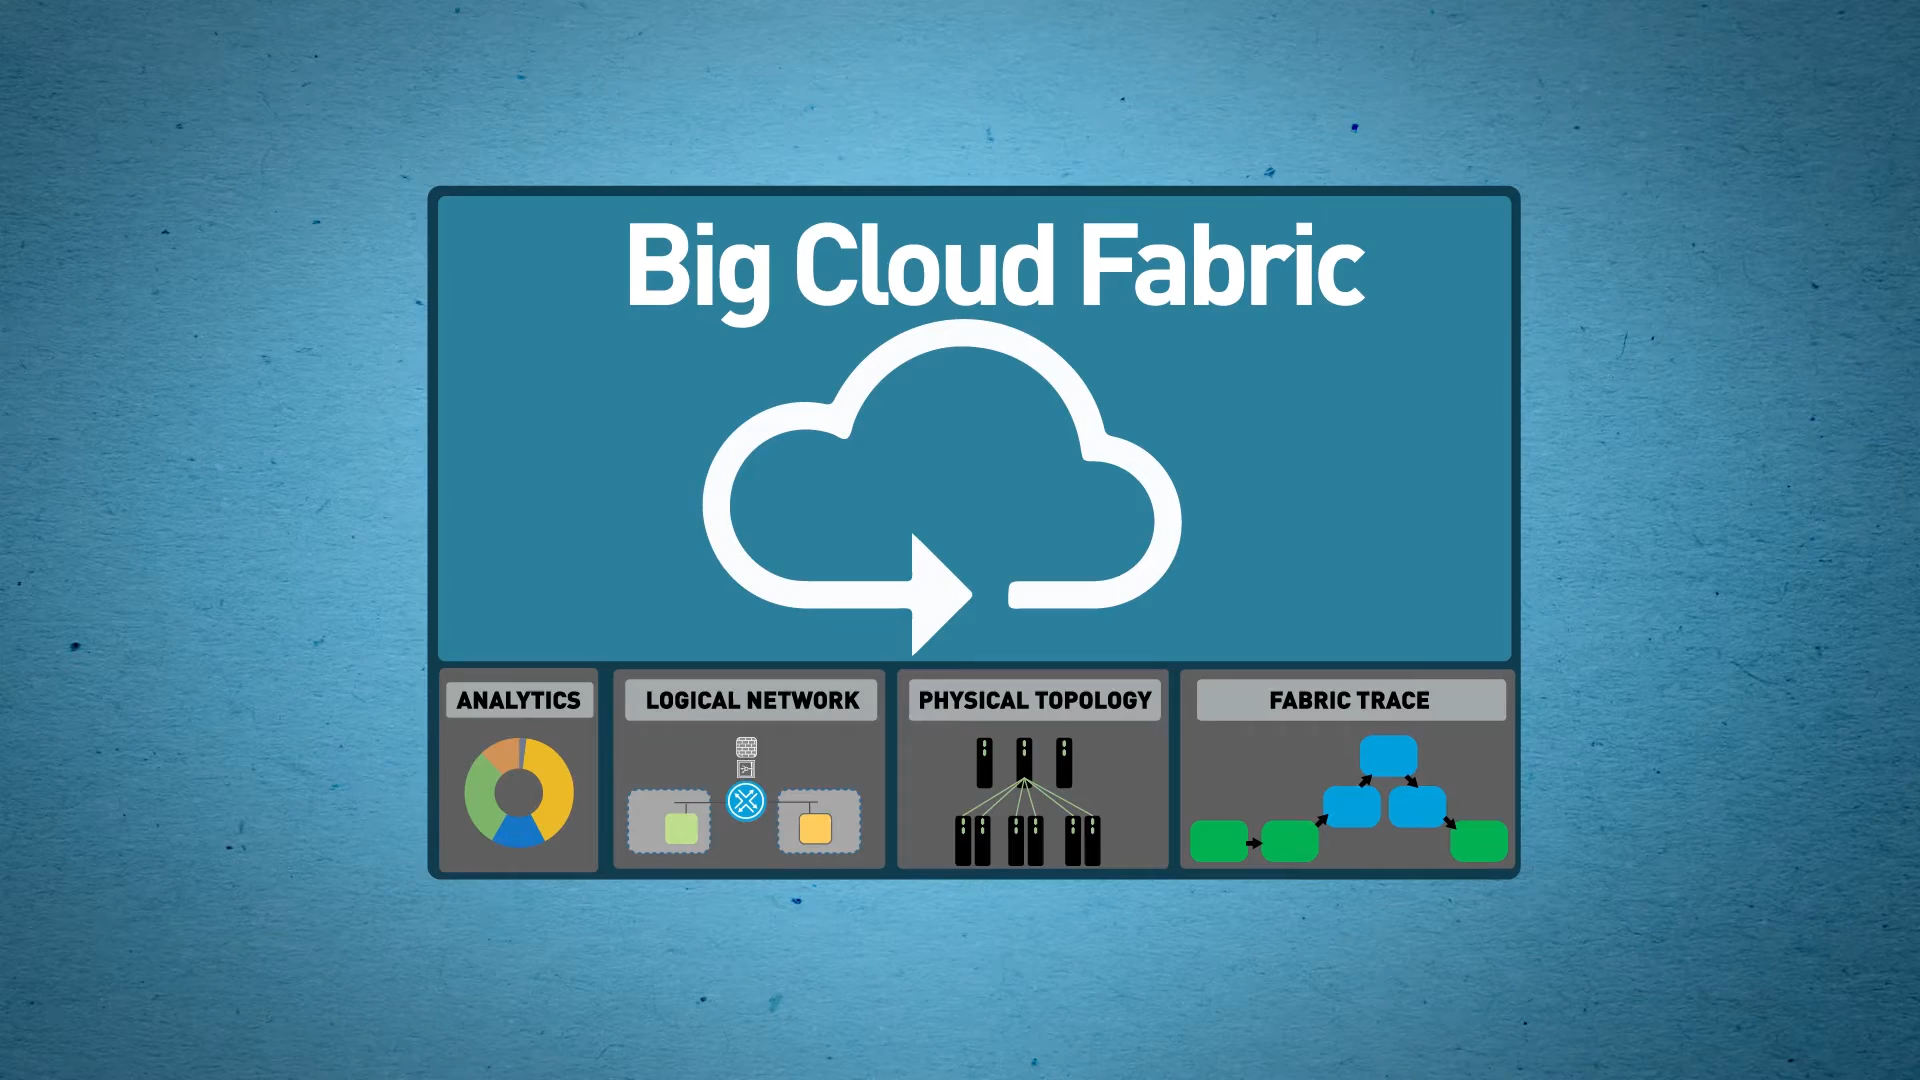 Big Cloud Fabric
ANALYTICS
LOGICAL NETWORK
PHYSICAL TOPOLOGY
FABRIC TRACE